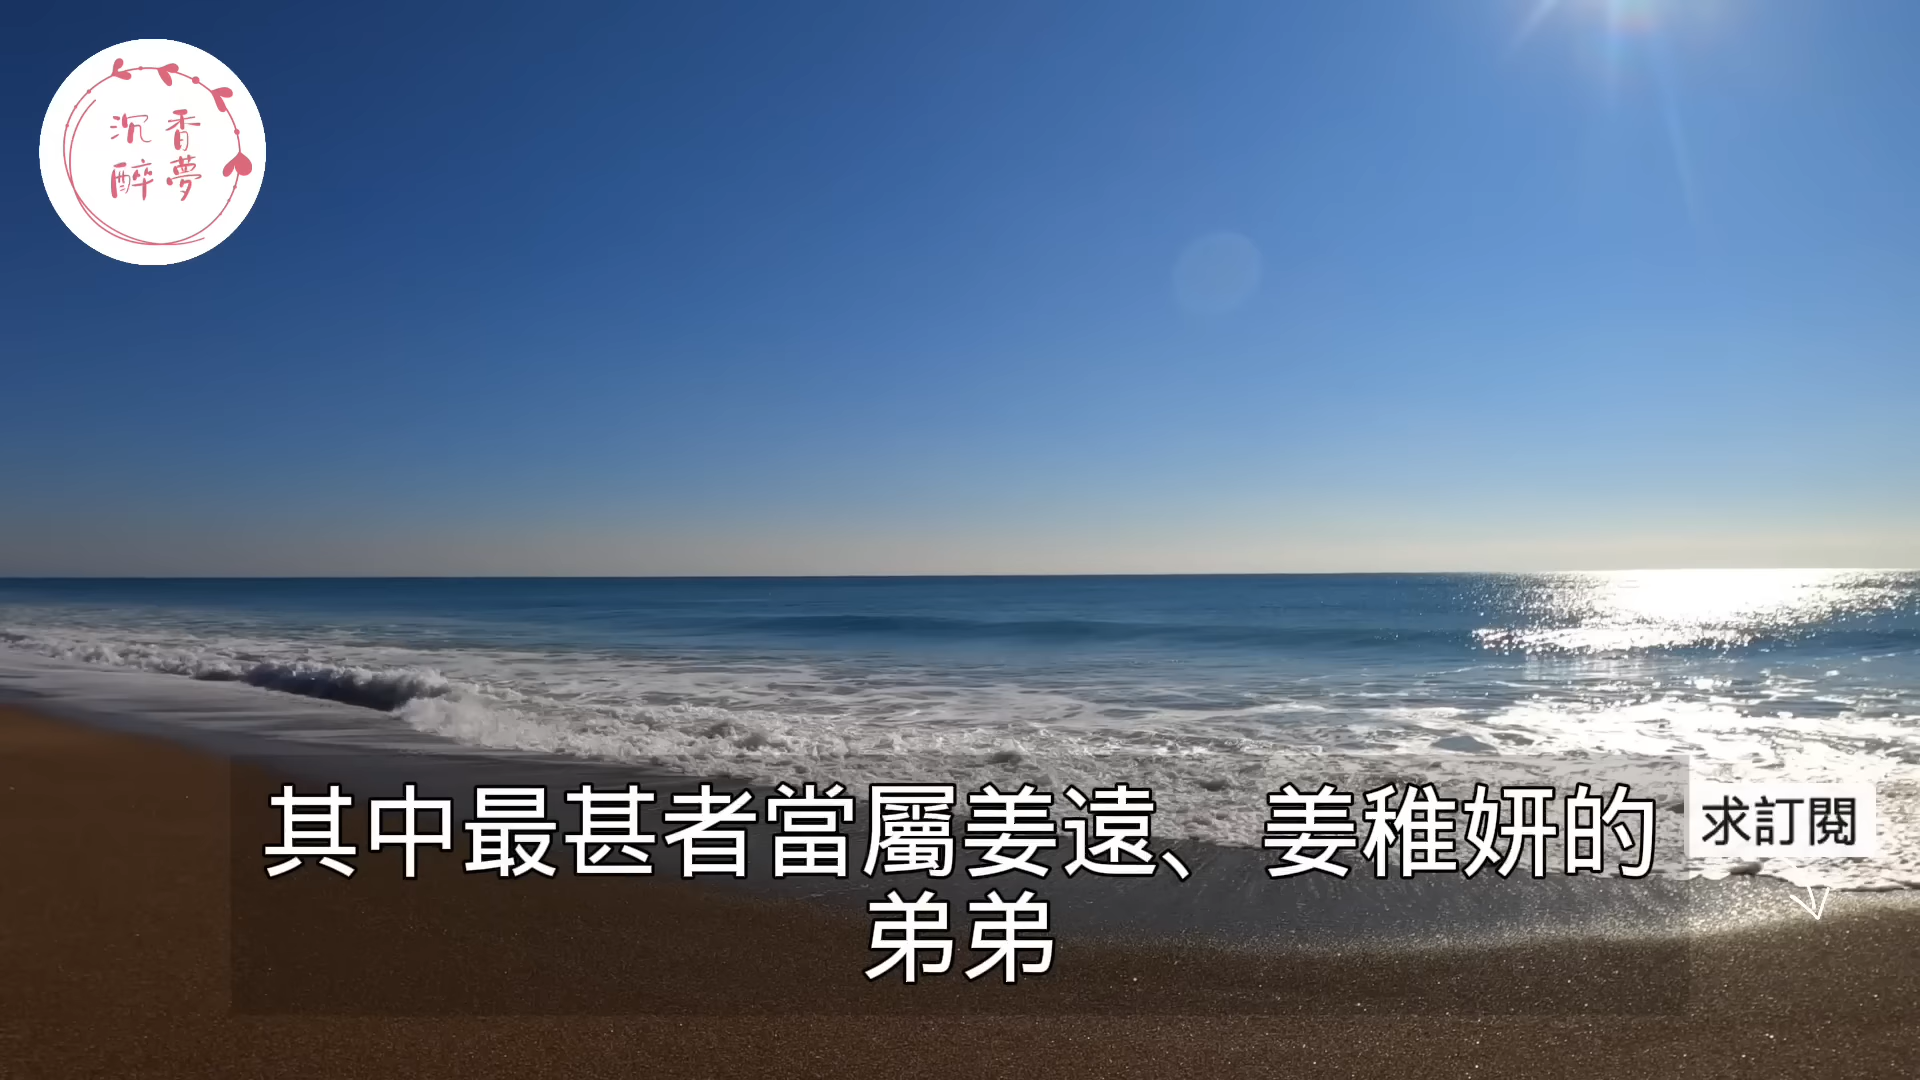 沉香
醉夢
其中最甚者當屬姜遠、姜稚妍的
弟弟
求訂閱